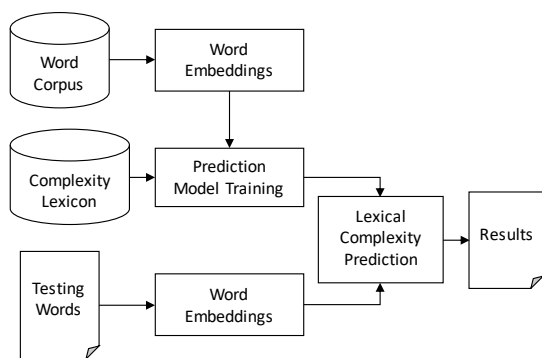 Word
Corpus
Word
Embeddings
Complexity
Lexicon
Prediction
Model Training
Lexical
Complexity
Prediction
Results
Testing
Words
Word
Embeddings